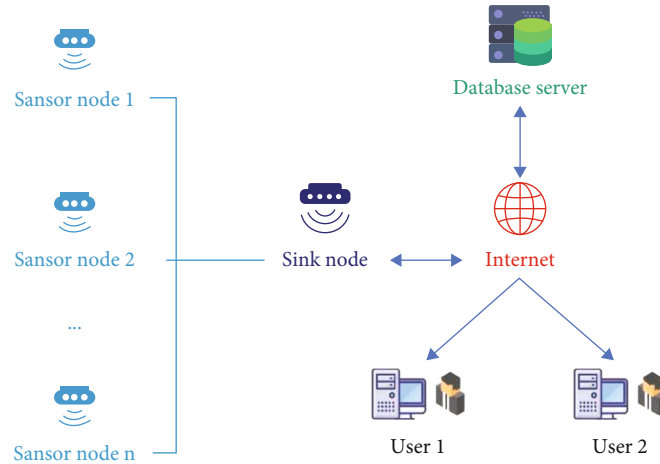 Sansor node 1
Database server
Sansor node 2
Sink node
Internet
...
Sansor node n
User 1
User 2